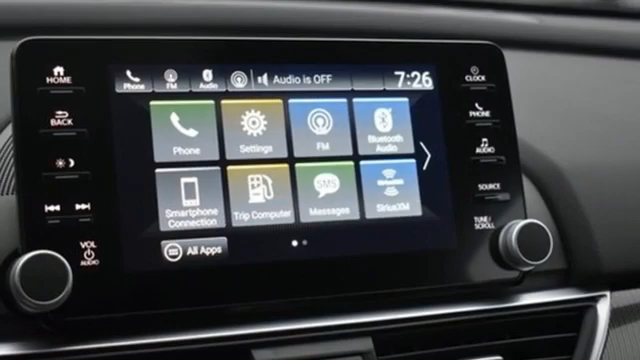 HOME
BACK
VOL
AUDIO
Phone
FM
Audio
Audio is OFF
7:26
Phone
Settings
FM
Bluetooth
Audio
Smartphone
Connection
Trip Computer
SMS
Messages
SiriusXM
All Apps
CLOCK
PHONE
AUDIO
SOURCE
TUNE/
SCROLL